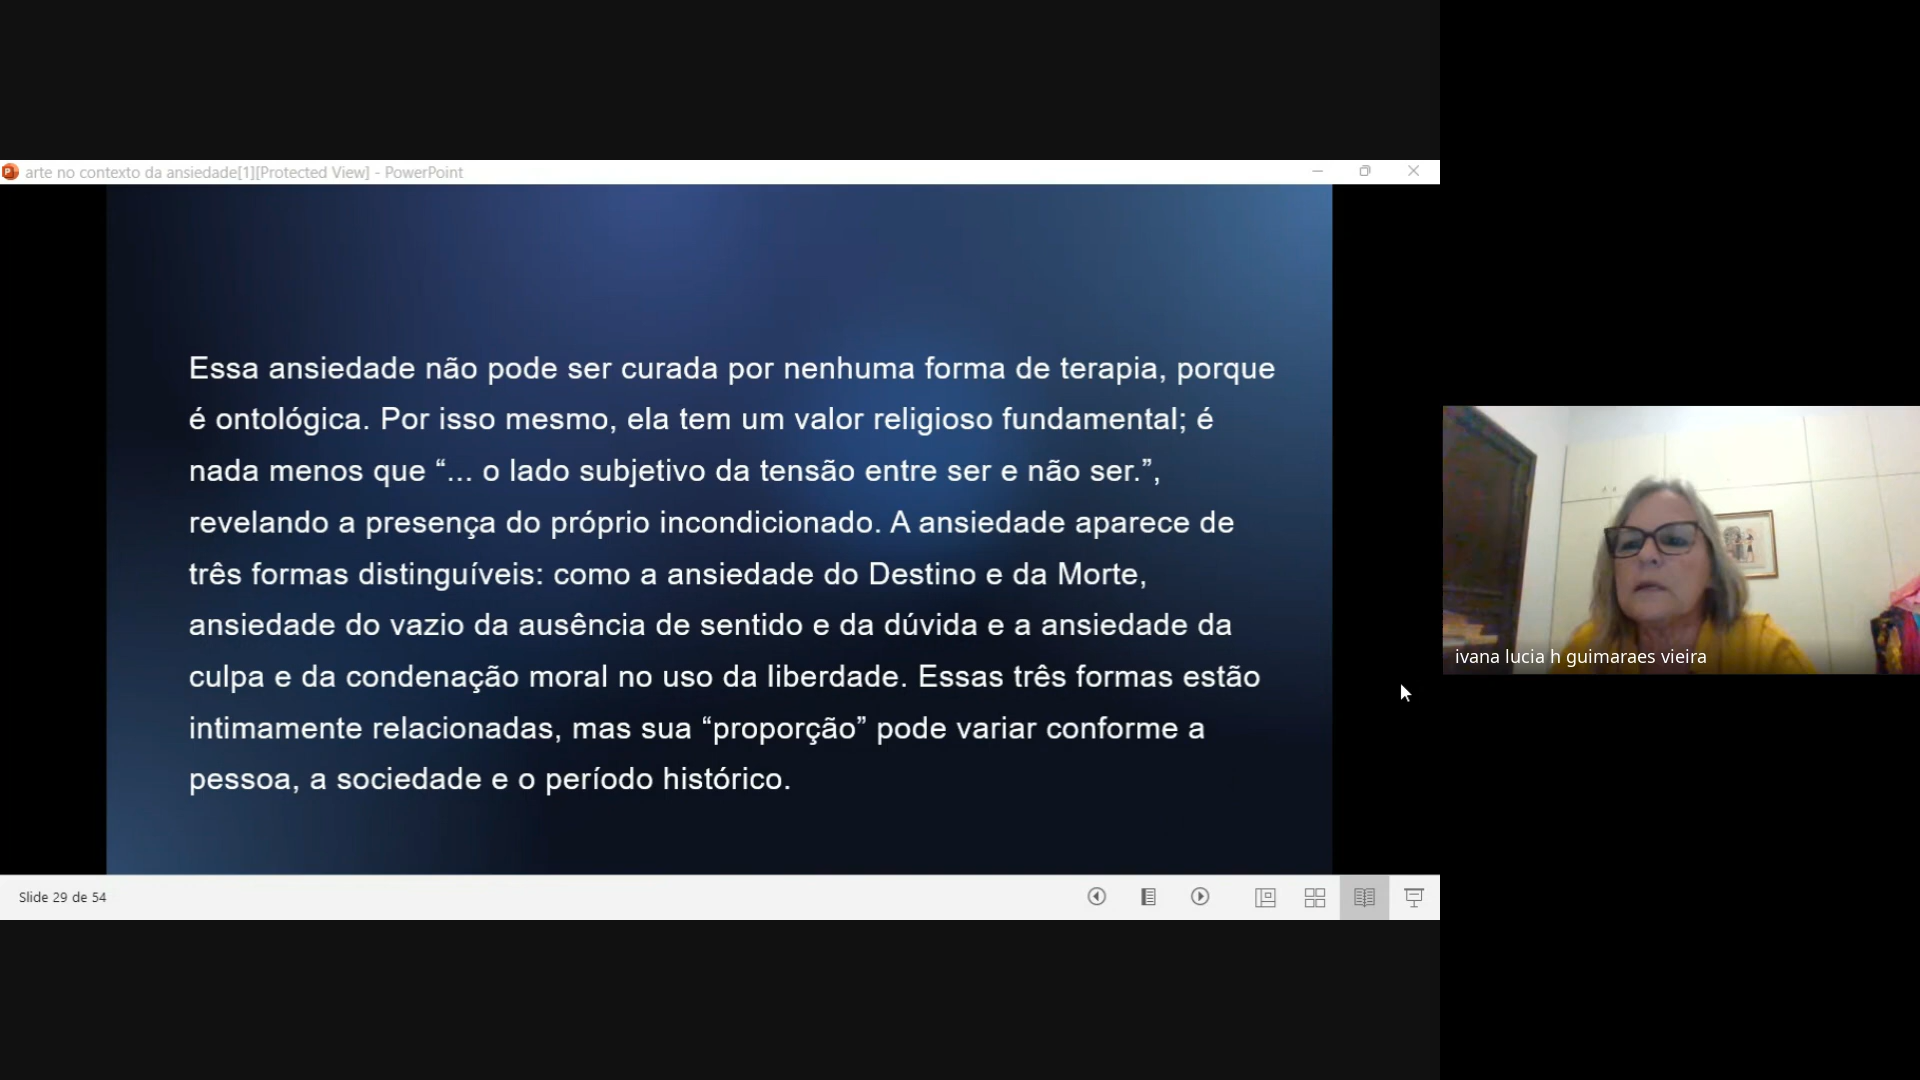 arte no contexto da ansiedade[1][Protected View] - PowerPoint
Essa ansiedade não pode ser curada por nenhuma forma de terapia, porque
é ontológica. Por isso mesmo, ela tem um valor religioso fundamental; é
nada menos que “... o lado subjetivo da tensão entre ser e não ser.”,
revelando a presença do próprio incondicionado. A ansiedade aparece de
três formas distinguíveis: como a ansiedade do Destino e da Morte,
ansiedade do vazio da ausência de sentido e da dúvida e a ansiedade da
culpa e da condenação moral no uso da liberdade. Essas três formas estão
intimamente relacionadas, mas sua “proporção” pode variar conforme a
pessoa, a sociedade e o período histórico.
ivana lucia h guimaraes vieira
Slide 29 de 54